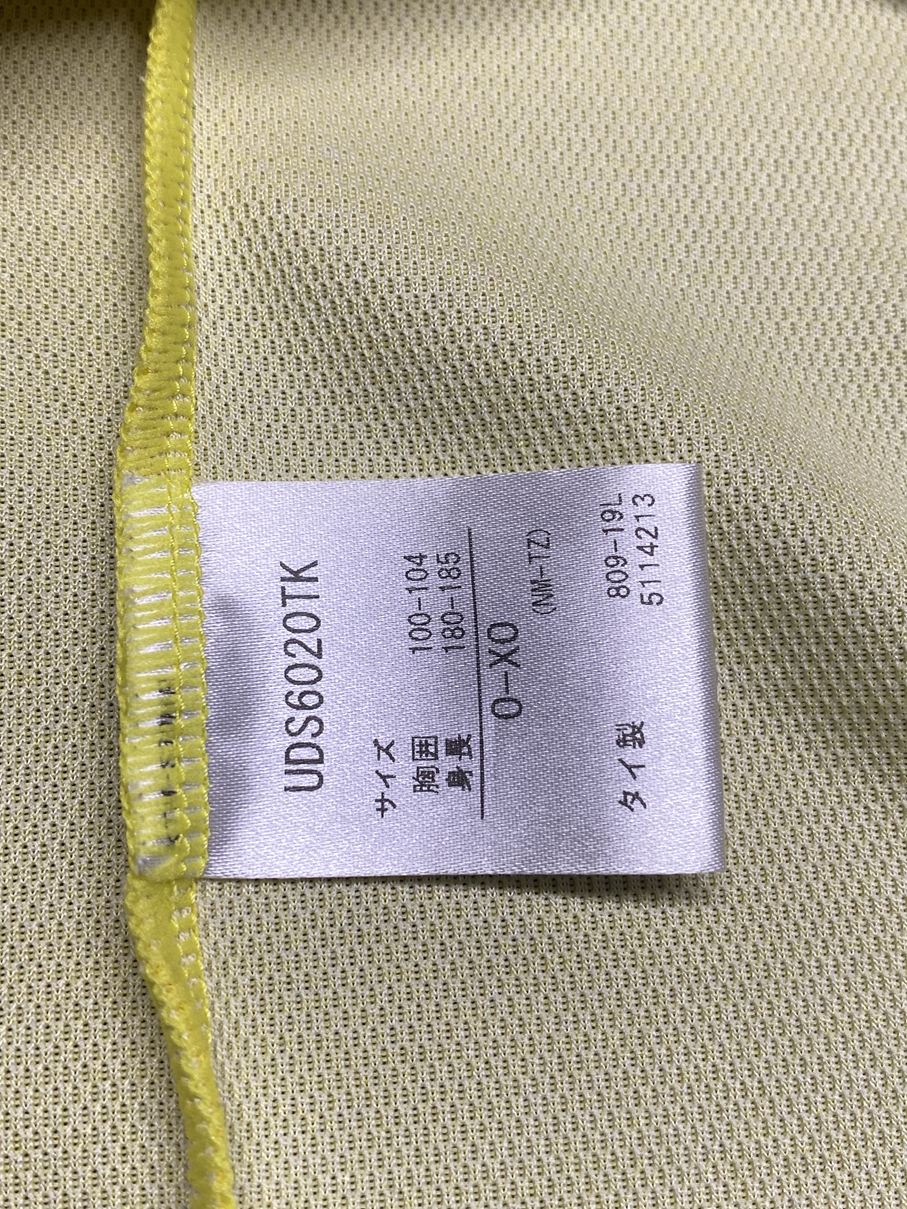 UDS6020TK
サイズ
胸囲 100-104
身長 180-185
O-XO
(NM-TZ)
タイ製 809-19L
5114213